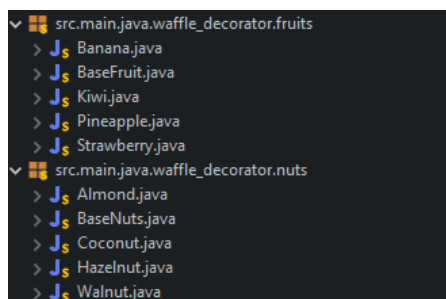 src.main.java.waffle_decorator.fruits
Banana.java
BaseFruit.java
Kiwi.java
Pineapple.java
Strawberry.java
src.main.java.waffle_decorator.nuts
Almond.java
BaseNuts.java
Coconut.java
Hazelnut.java
Walnut.java